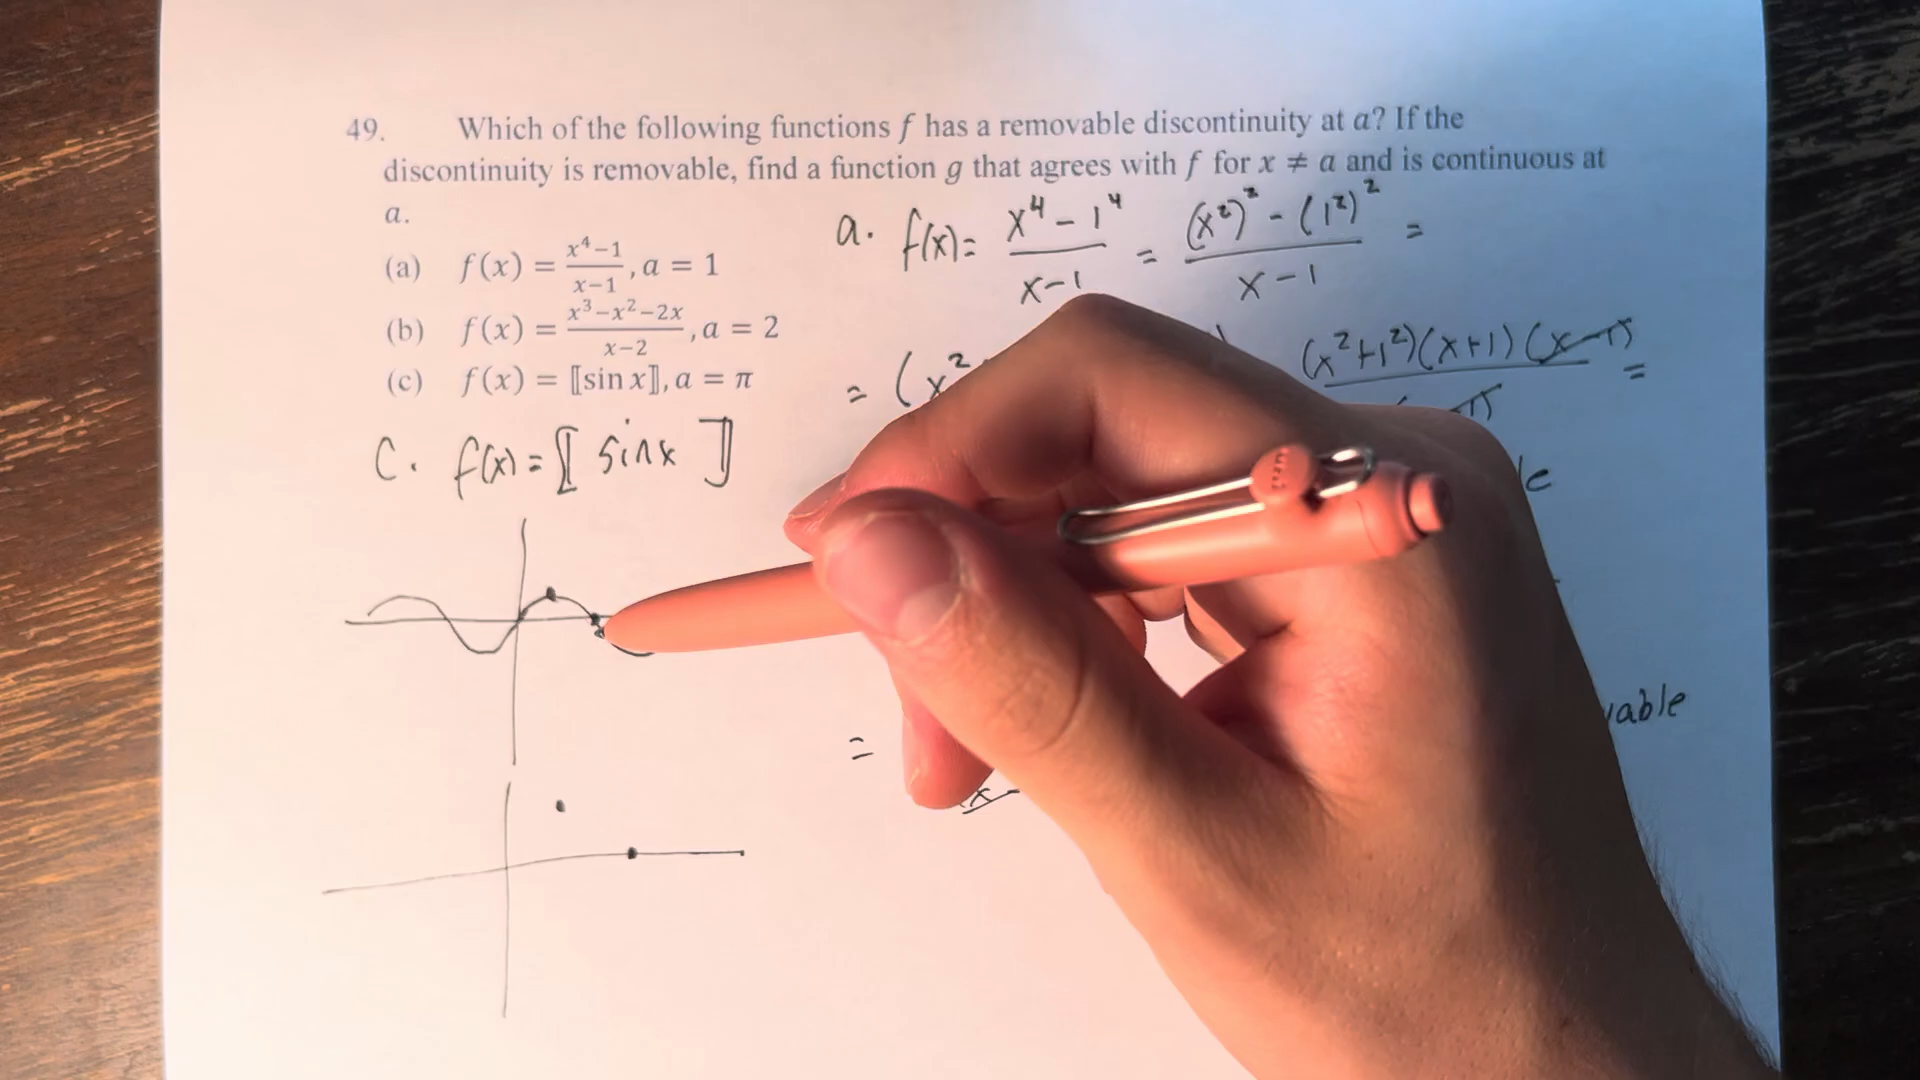 49. Which of the following functions f has a removable discontinuity at a? If the
discontinuity is removable, find a function g that agrees with f for x ≠ a and is continuous at
a.
(a) f(x) = x⁴−1 / x−1, a = 1
(b) f(x) = x³−x²−2x / x−2, a = 2
(c) f(x) = ⟦sin x⟧, a = π
a. f(x) = x⁴ − 1⁴ / x−1 = (x²)² − (1²)² / x−1 =
= (x²
(x²+1²)(x+1)(x−1) =
C. f(x) = ⟦ sinx ⟧
=